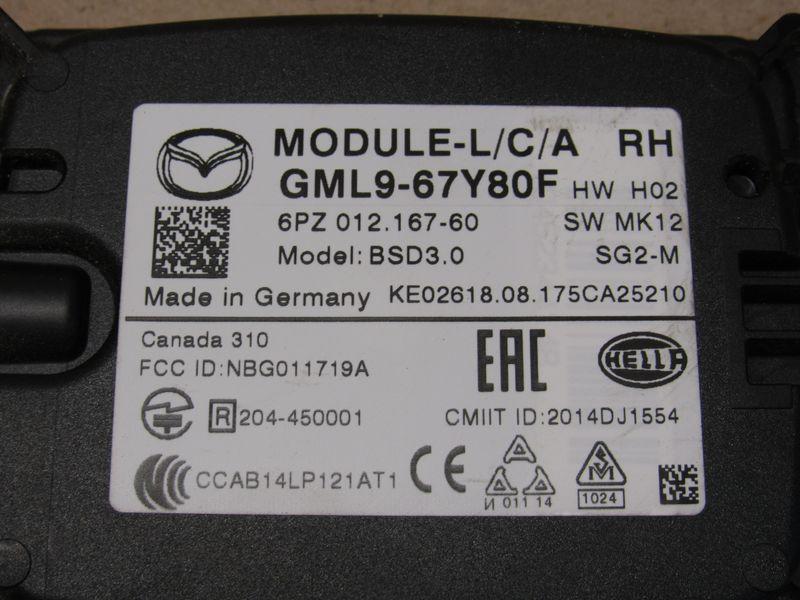 MODULE-L/C/A RH
GML9-67Y80F HW H02
6PZ 012.167-60 SW MK12
Model: BSD3.0 SG2-M
Made in Germany KE02618.08.175CA25210
Canada 310
FCC ID: NBG011719A
EAC HELLA
R 204-450001 CMIIT ID: 2014DJ1554
CCAB14LP121AT1 CE
И 011 14
SM
1024